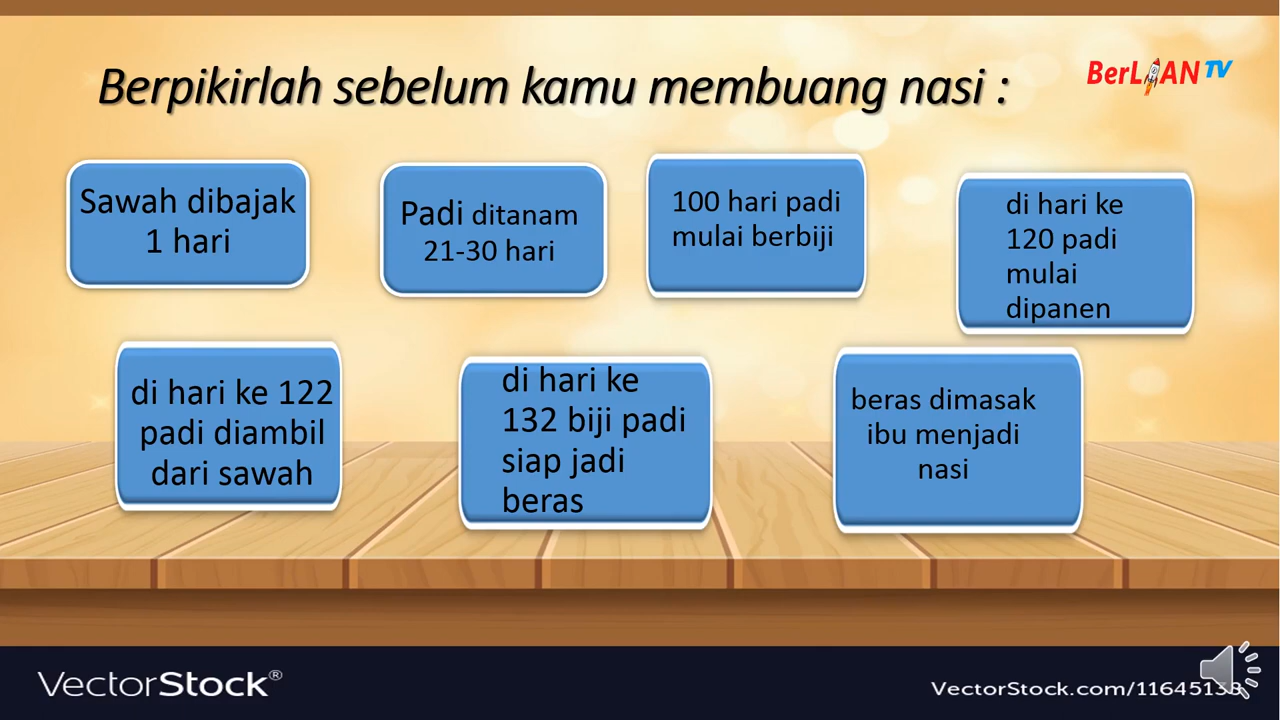 Berpikirlah sebelum kamu membuang nasi :
BerLIAN TV
Sawah dibajak
1 hari
Padi ditanam
21-30 hari
100 hari padi
mulai berbiji
di hari ke
120 padi
mulai
dipanen
di hari ke 122
padi diambil
dari sawah
di hari ke
132 biji padi
siap jadi
beras
beras dimasak
ibu menjadi
nasi
VectorStock®